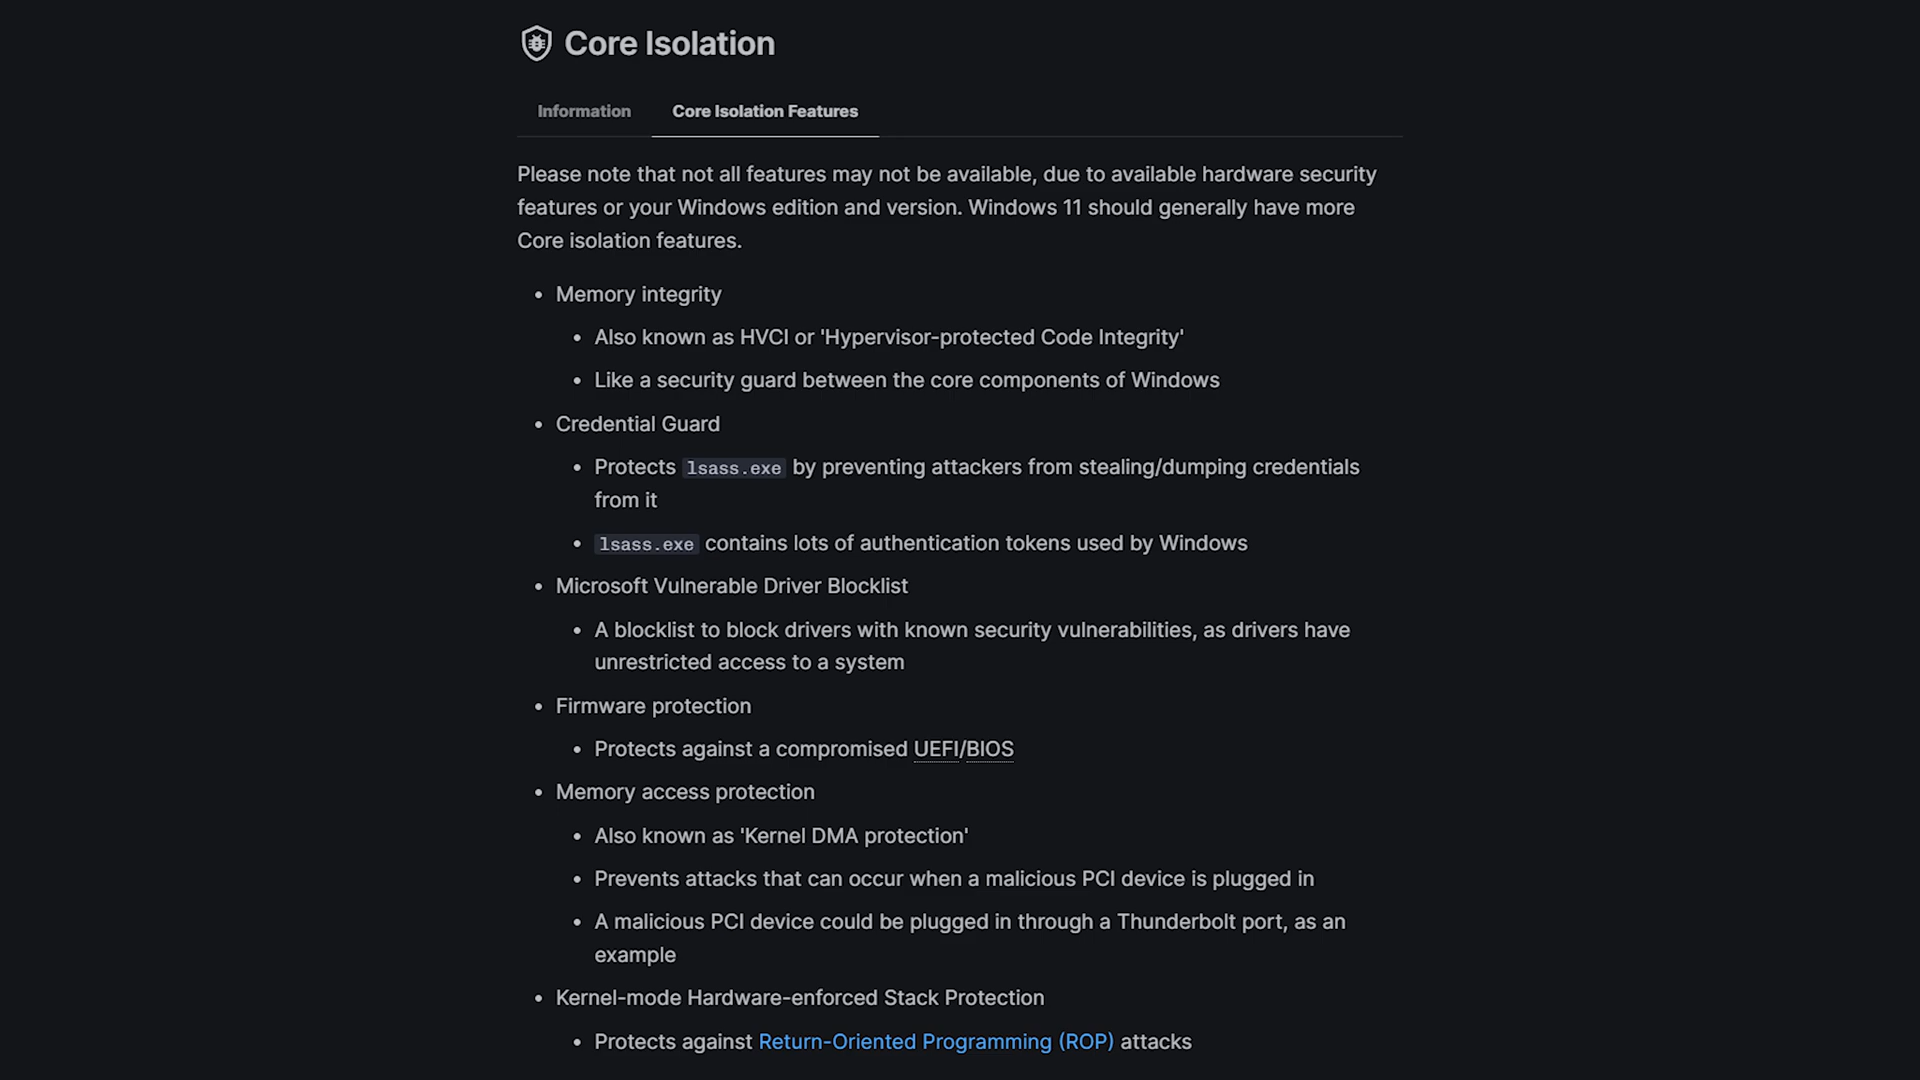 Core Isolation
Information
Core Isolation Features
Please note that not all features may not be available, due to available hardware security
features or your Windows edition and version. Windows 11 should generally have more
Core isolation features.
• Memory integrity
• Also known as HVCI or 'Hypervisor-protected Code Integrity'
• Like a security guard between the core components of Windows
• Credential Guard
• Protects lsass.exe by preventing attackers from stealing/dumping credentials
from it
• lsass.exe contains lots of authentication tokens used by Windows
• Microsoft Vulnerable Driver Blocklist
• A blocklist to block drivers with known security vulnerabilities, as drivers have
unrestricted access to a system
• Firmware protection
• Protects against a compromised UEFI/BIOS
• Memory access protection
• Also known as 'Kernel DMA protection'
• Prevents attacks that can occur when a malicious PCI device is plugged in
• A malicious PCI device could be plugged in through a Thunderbolt port, as an
example
• Kernel-mode Hardware-enforced Stack Protection
• Protects against Return-Oriented Programming (ROP) attacks